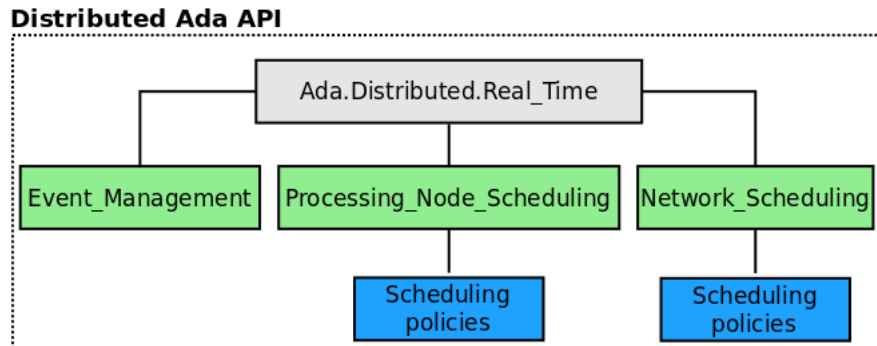 Distributed Ada API
Ada.Distributed.Real_Time
Event_Management
Processing_Node_Scheduling
Network_Scheduling
Scheduling
policies
Scheduling
policies